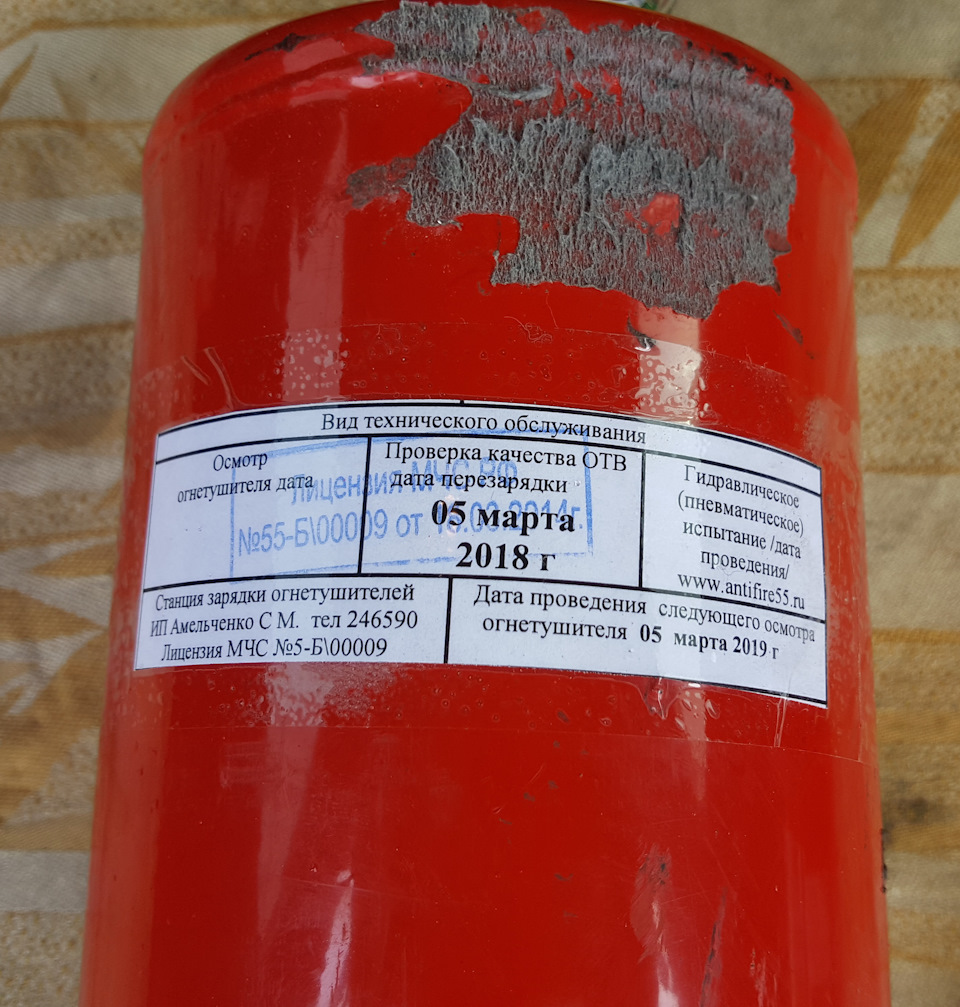 Вид технического обслуживания
Осмотр
огнетушителя дата
Проверка качества ОТВ
дата перезарядки
05 марта
2018 г
Гидравлическое
(пневматическое)
испытание /дата
проведения/
www.antifire55.ru
Лицензия МЧС РФ
№55-Б\00009 от 2014г.
Станция зарядки огнетушителей
ИП Амельченко С М. тел 246590
Лицензия МЧС №5-Б\00009
Дата проведения следующего осмотра
огнетушителя 05 марта 2019 г